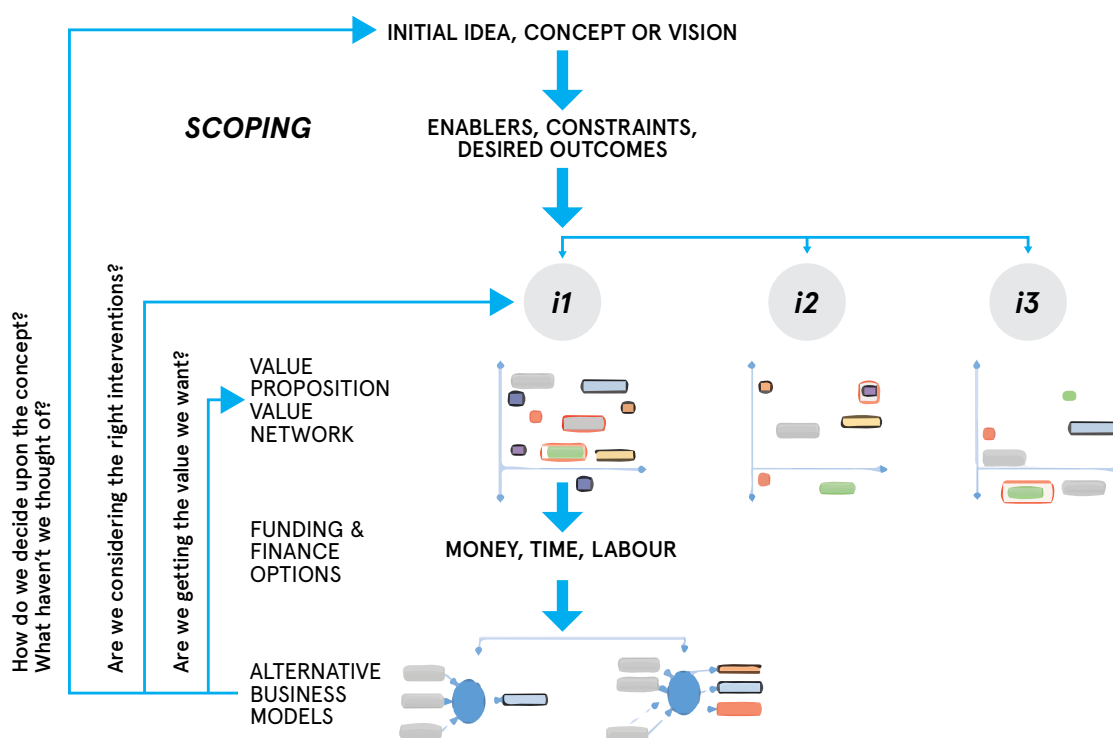 INITIAL IDEA, CONCEPT OR VISION
SCOPING
ENABLERS, CONSTRAINTS,
DESIRED OUTCOMES
How do we decide upon the concept?
What haven't we thought of?
Are we considering the right interventions?
Are we getting the value we want?
i1
i2
i3
VALUE
PROPOSITION
VALUE
NETWORK
FUNDING &
FINANCE
OPTIONS
MONEY, TIME, LABOUR
ALTERNATIVE
BUSINESS
MODELS